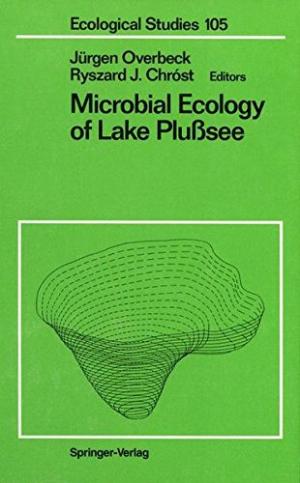 Ecological Studies 105
Jürgen Overbeck
Ryszard J. Chróst Editors
Microbial Ecology
of Lake Plußsee
Springer-Verlag